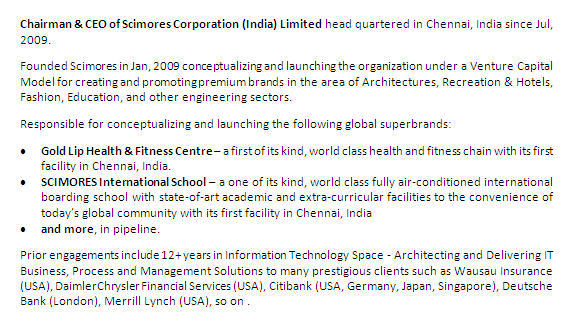 Chairman & CEO of Scimores Corporation (India) Limited head quartered in Chennai, India since Jul,
2009.
Founded Scimores in Jan, 2009 conceptualizing and launching the organization under a Venture Capital
Model for creating and promoting premium brands in the area of Architectures, Recreation & Hotels,
Fashion, Education, and other engineering sectors.
Responsible for conceptualizing and launching the following global superbrands:
• Gold Lip Health & Fitness Centre – a first of its kind, world class health and fitness chain with its first
facility in Chennai, India.
• SCIMORES International School – a one of its kind, world class fully air-conditioned international
boarding school with state-of-art academic and extra-curricular facilities to the convenience of
today's global community with its first facility in Chennai, India
• and more, in pipeline.
Prior engagements include 12+ years in Information Technology Space - Architecting and Delivering IT
Business, Process and Management Solutions to many prestigious clients such as Wausau Insurance
(USA), DaimlerChrysler Financial Services (USA), Citibank (USA, Germany, Japan, Singapore), Deutsche
Bank (London), Merrill Lynch (USA), so on .